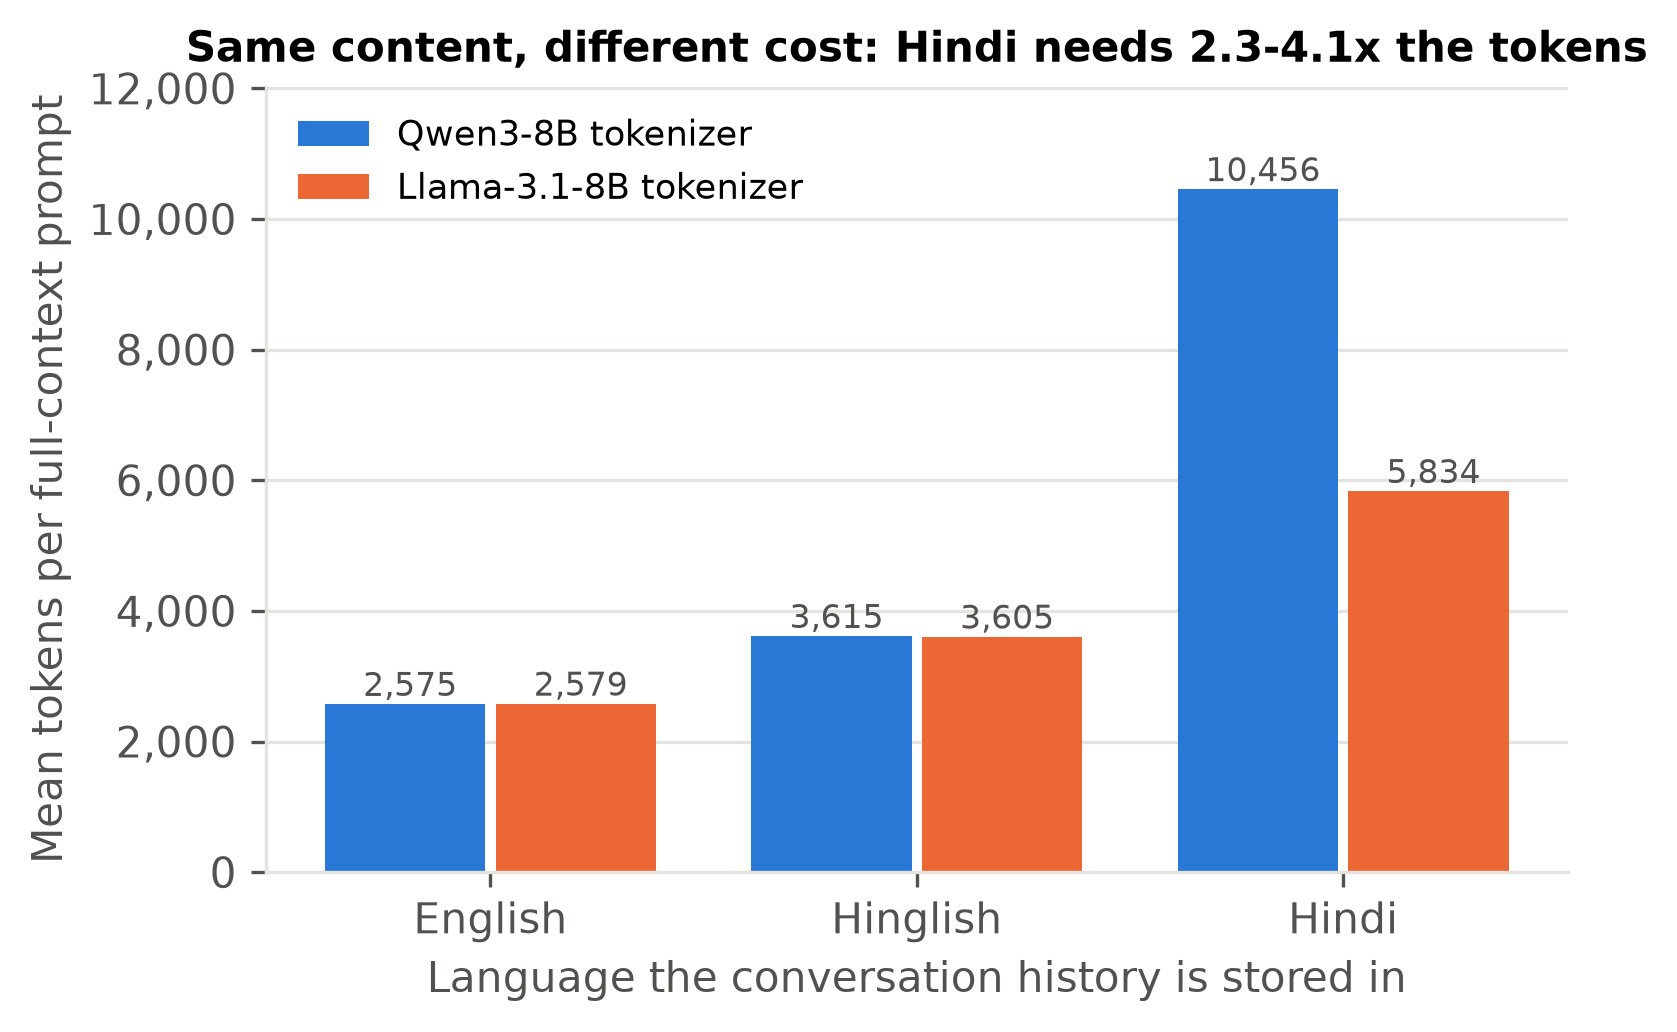 Same content, different cost: Hindi needs 2.3-4.1x the tokens
Mean tokens per full-context prompt
12,000
10,000
8,000
6,000
4,000
2,000
0
Qwen3-8B tokenizer
Llama-3.1-8B tokenizer
2,575
2,579
3,615
3,605
10,456
5,834
English
Hinglish
Hindi
Language the conversation history is stored in